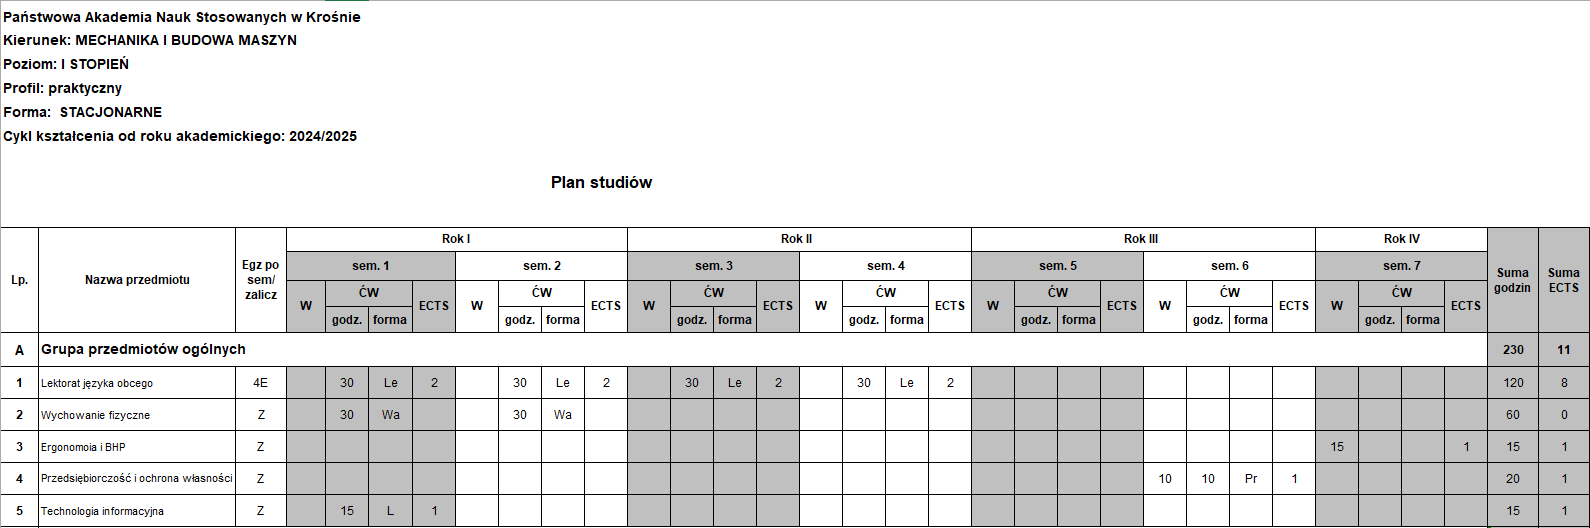 Państwowa Akademia Nauk Stosowanych w Krośnie
Kierunek: MECHANIKA I BUDOWA MASZYN
Poziom: I STOPIEŃ
Profil: praktyczny
Forma: STACJONARNE
Cykl kształcenia od roku akademickiego: 2024/2025
Plan studiów
Lp. Nazwa przedmiotu Egz po sem/ zalicz Rok I Rok II Rok III Rok IV Suma godzin Suma ECTS
sem. 1 sem. 2 sem. 3 sem. 4 sem. 5 sem. 6 sem. 7
W ĆW ECTS W ĆW ECTS W ĆW ECTS W ĆW ECTS W ĆW ECTS W ĆW ECTS W ĆW ECTS
godz. forma godz. forma godz. forma godz. forma godz. forma godz. forma godz. forma
A Grupa przedmiotów ogólnych 230 11
1 Lektorat języka obcego 4E 30 Le 2 30 Le 2 30 Le 2 30 Le 2 120 8
2 Wychowanie fizyczne Z 30 Wa 30 Wa 60 0
3 Ergonomoia i BHP Z 15 1 15 1
4 Przedsiębiorczość i ochrona własności Z 10 10 Pr 1 20 1
5 Technologia informacyjna Z 15 L 1 15 1